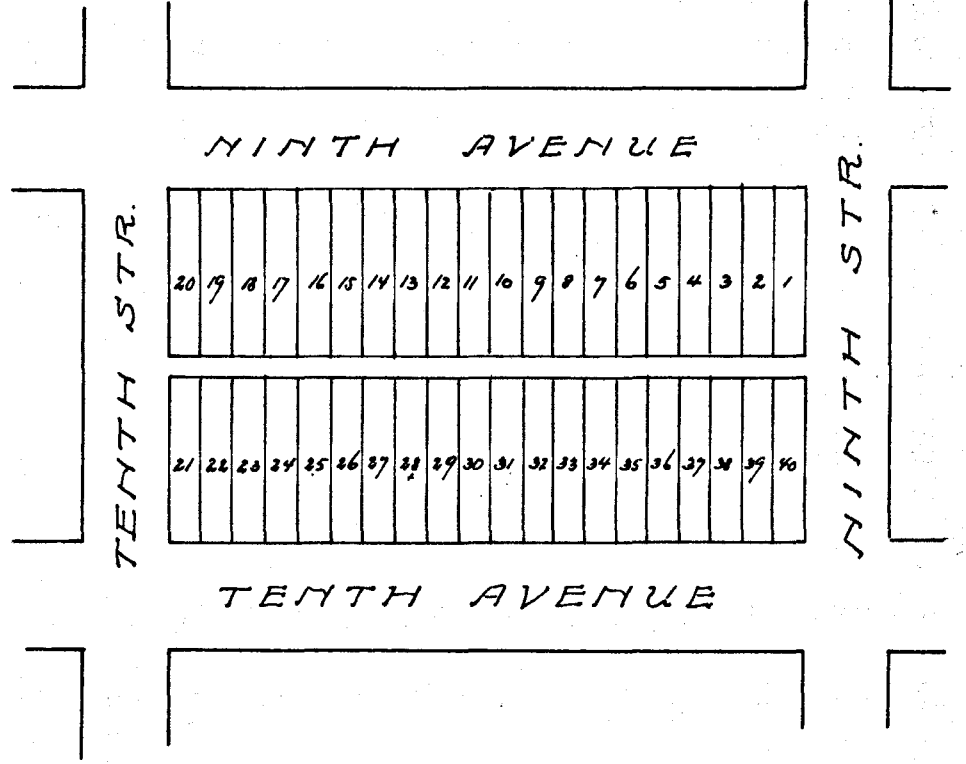 NINTH AVENUE
TENTH STR.
NINTH STR.
20 19 18 17 16 15 14 13 12 11 10 9 8 7 6 5 4 3 2 1
21 22 23 24 25 26 27 28 29 30 31 32 33 34 35 36 37 38 39 40
TENTH AVENUE